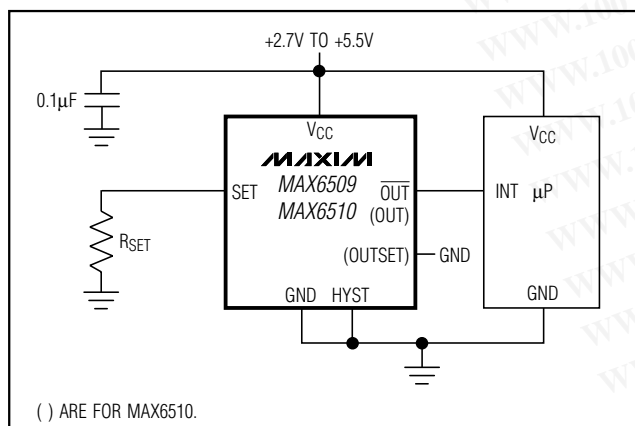 +2.7V TO +5.5V
0.1µF
VCC
VCC
MAXIM
SET
MAX6509
OUT
INT µP
MAX6510
(OUT)
RSET
(OUTSET)
GND
GND HYST
GND
( ) ARE FOR MAX6510.